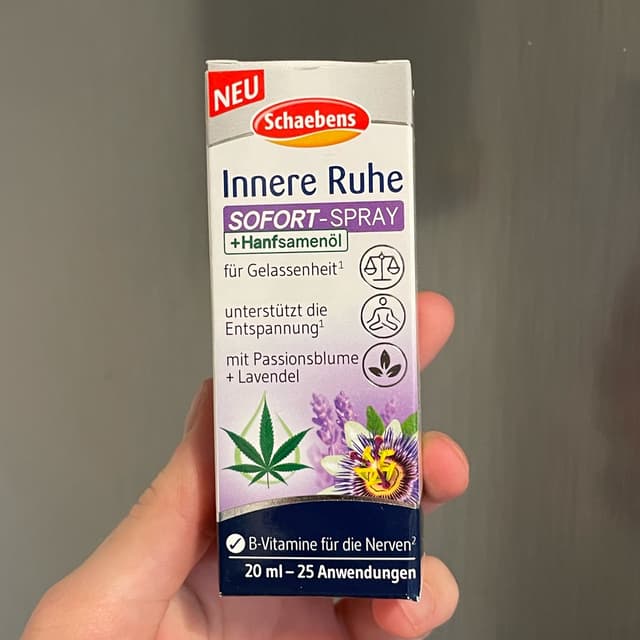 NEU
Schaebens
Innere Ruhe
SOFORT-SPRAY
+Hanfsamenöl
für Gelassenheit¹
unterstützt die
Entspannung¹
mit Passionsblume
+ Lavendel
B-Vitamine für die Nerven²
20 ml – 25 Anwendungen